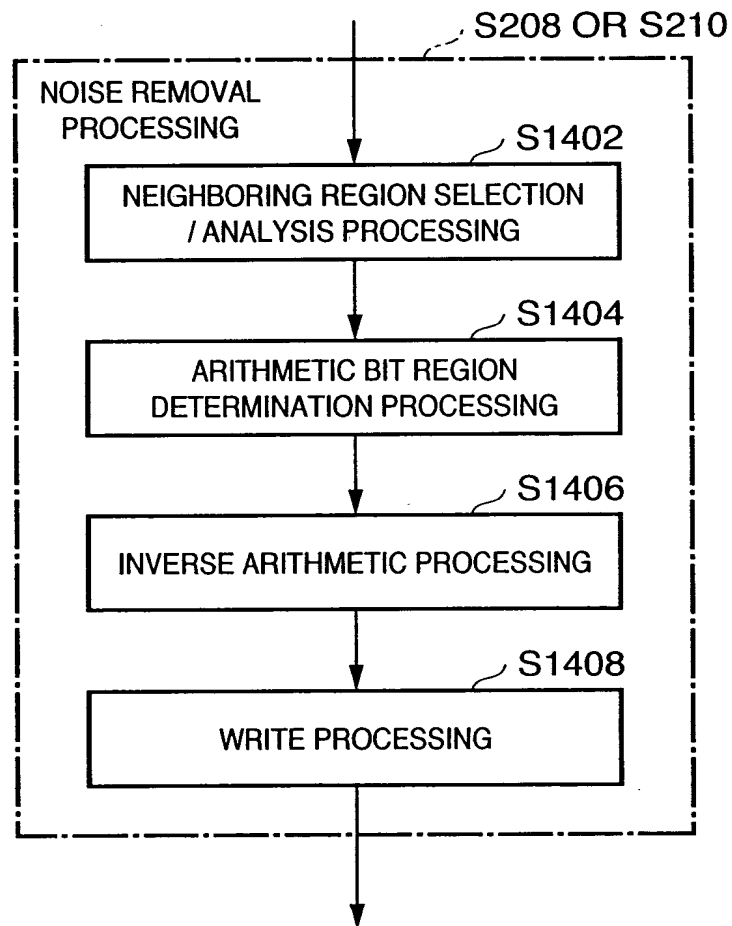 S208 OR S210
NOISE REMOVAL
PROCESSING
S1402
NEIGHBORING REGION SELECTION
/ ANALYSIS PROCESSING
S1404
ARITHMETIC BIT REGION
DETERMINATION PROCESSING
S1406
INVERSE ARITHMETIC PROCESSING
S1408
WRITE PROCESSING